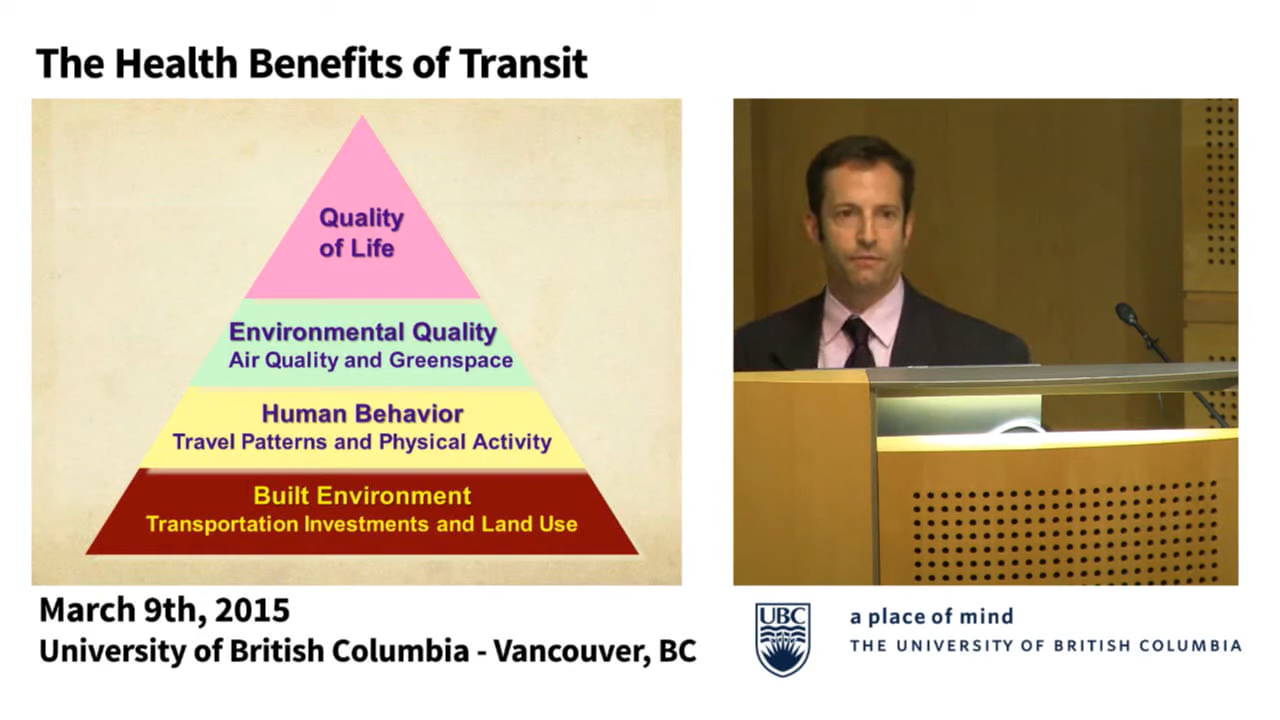 The Health Benefits of Transit
Quality
of Life
Environmental Quality
Air Quality and Greenspace
Human Behavior
Travel Patterns and Physical Activity
Built Environment
Transportation Investments and Land Use
March 9th, 2015
University of British Columbia - Vancouver, BC
UBC
a place of mind
THE UNIVERSITY OF BRITISH COLUMBIA